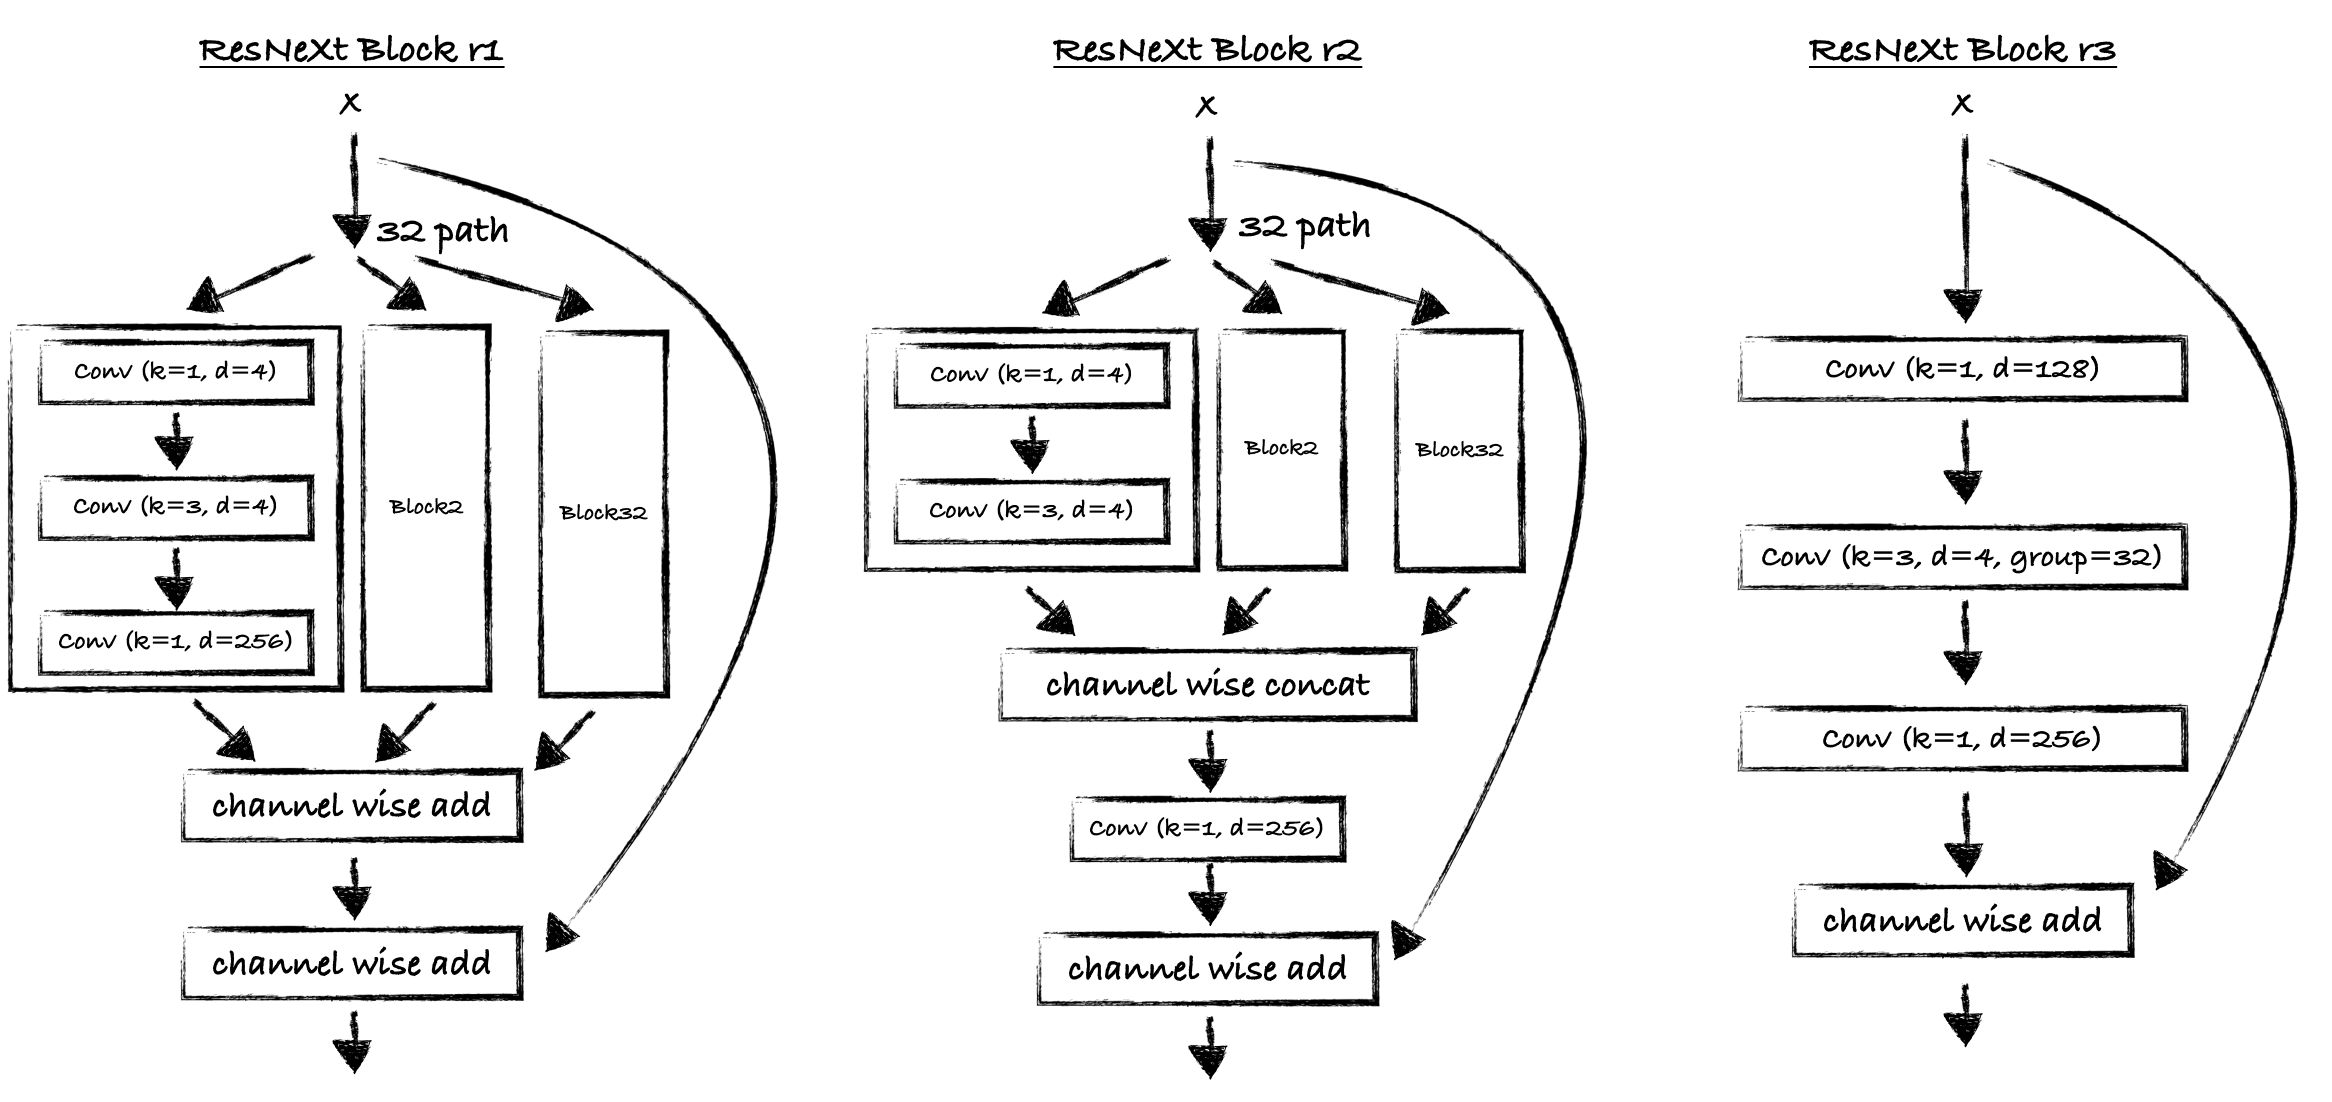 ResNeXt Block r1
x
32 path
Conv (k=1, d=4)
Conv (k=3, d=4)
Conv (k=1, d=256)
Block2
Block32
channel wise add
channel wise add
ResNeXt Block r2
x
32 path
Conv (k=1, d=4)
Conv (k=3, d=4)
Block2
Block32
channel wise concat
Conv (k=1, d=256)
channel wise add
ResNeXt Block r3
x
Conv (k=1, d=128)
Conv (k=3, d=4, group=32)
Conv (k=1, d=256)
channel wise add